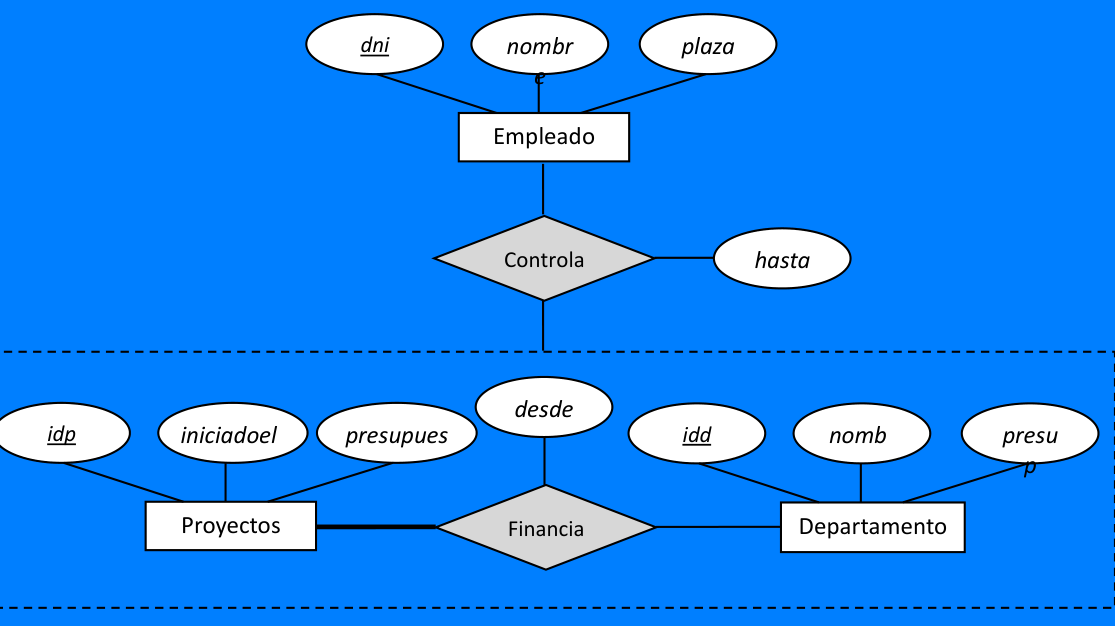 dni
nombr
e
plaza
Empleado
Controla
hasta
desde
idp
iniciadoel
presupues
idd
nomb
presu
p
Proyectos
Financia
Departamento